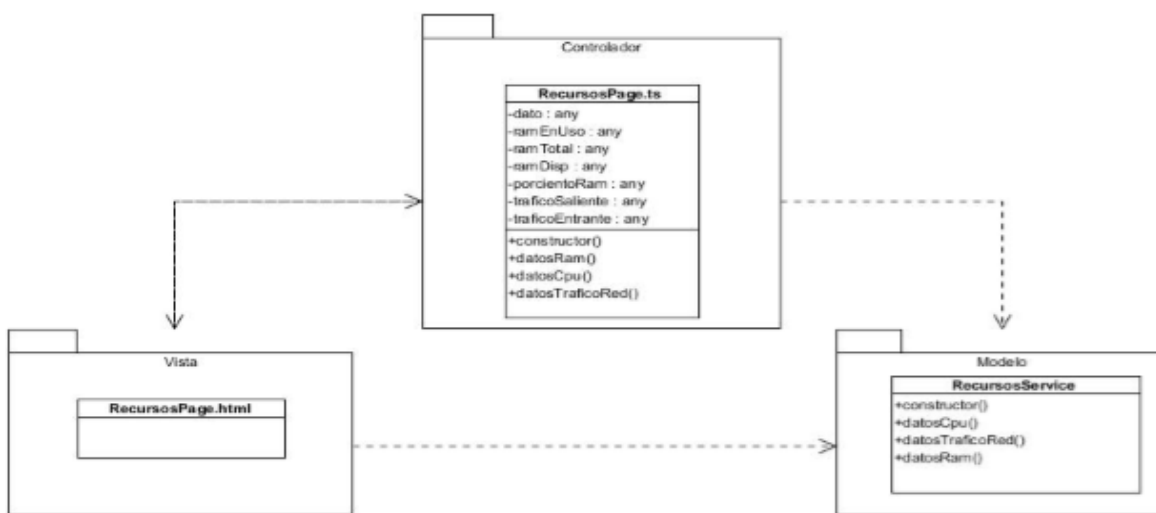 Controlador
RecursosPage.ts
-dato : any
-ramEnUso : any
-ramTotal : any
-ramDisp : any
-porcientoRam : any
-traficoSaliente : any
-traficoEntrante : any
+constructor()
+datosRam()
+datosCpu()
+datosTraficoRed()
Vista
RecursosPage.html
Modelo
RecursosService
+constructor()
+datosCpu()
+datosTraficoRed()
+datosRam()